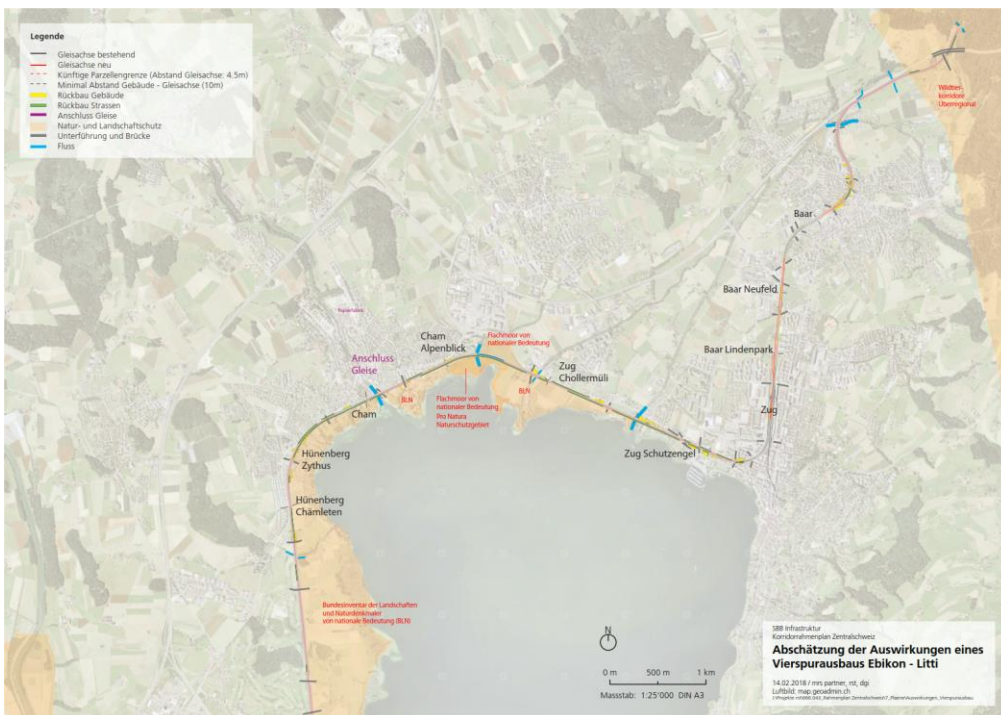 Legende
Gleisachse bestehend
Gleisachse neu
Künftige Parzellengrenze (Abstand Gleisachse: 4.5m)
Minimal Abstand Gebäude - Gleisachse (10m)
Rückbau Gebäude
Rückbau Strassen
Anschluss Gleise
Natur- und Landschaftschutz
Unterführung und Brücke
Fluss
Wildtier-
korridore
Überregional
Baar
Baar Neufeld
Baar Lindenpark
Zug
Zug Schutzengel
Zug
Chollermüli
Flachmoor von
nationaler Bedeutung
Cham
Alpenblick
BLN
BLN
Flachmoor von
nationaler Bedeutung
Pro Natura
Naturschutzgebiet
Anschluss
Gleise
Cham
Hünenberg
Zythus
Hünenberg
Chämleten
Bundesinventar der Landschaften
und Naturdenkmäler
von nationale Bedeutung (BLN)
N
0 m 500 m 1 km
Massstab: 1:25'000 DIN A3
SBB Infrastruktur
Korridorrahmenplan Zentralschweiz
Abschätzung der Auswirkungen eines
Vierspurausbaus Ebikon - Litti
14.02.2018 / mrs partner, rst, dgi
Luftbild: map.geoadmin.ch